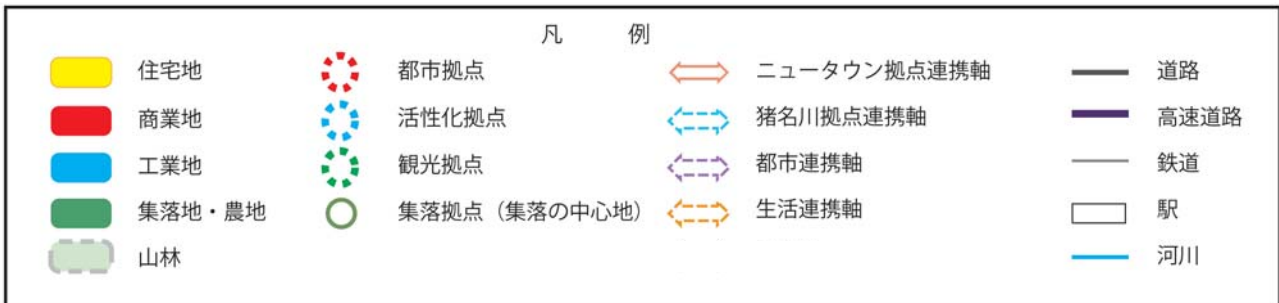 凡 例
住宅地
商業地
工業地
集落地・農地
山林
都市拠点
活性化拠点
観光拠点
集落拠点（集落の中心地）
ニュータウン拠点連携軸
猪名川拠点連携軸
都市連携軸
生活連携軸
道路
高速道路
鉄道
駅
河川